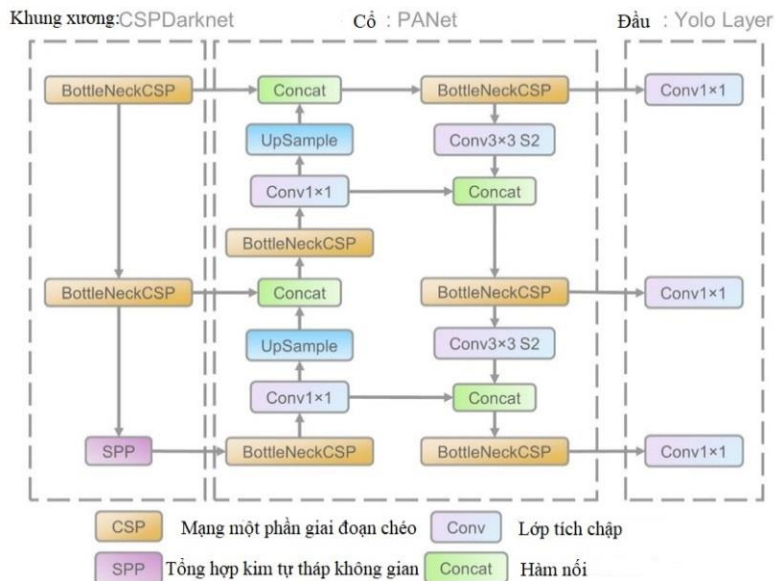 Khung xương:CSPDarknet Cổ : PANet Đầu : Yolo Layer
BottleNeckCSP Concat BottleNeckCSP Conv1×1
UpSample Conv3×3 S2
Conv1×1 Concat
BottleNeckCSP
BottleNeckCSP Concat BottleNeckCSP Conv1×1
UpSample Conv3×3 S2
Conv1×1 Concat
SPP BottleNeckCSP BottleNeckCSP Conv1×1
CSP Mạng một phần giai đoạn chéo Conv Lớp tích chập
SPP Tổng hợp kim tự tháp không gian Concat Hàm nối